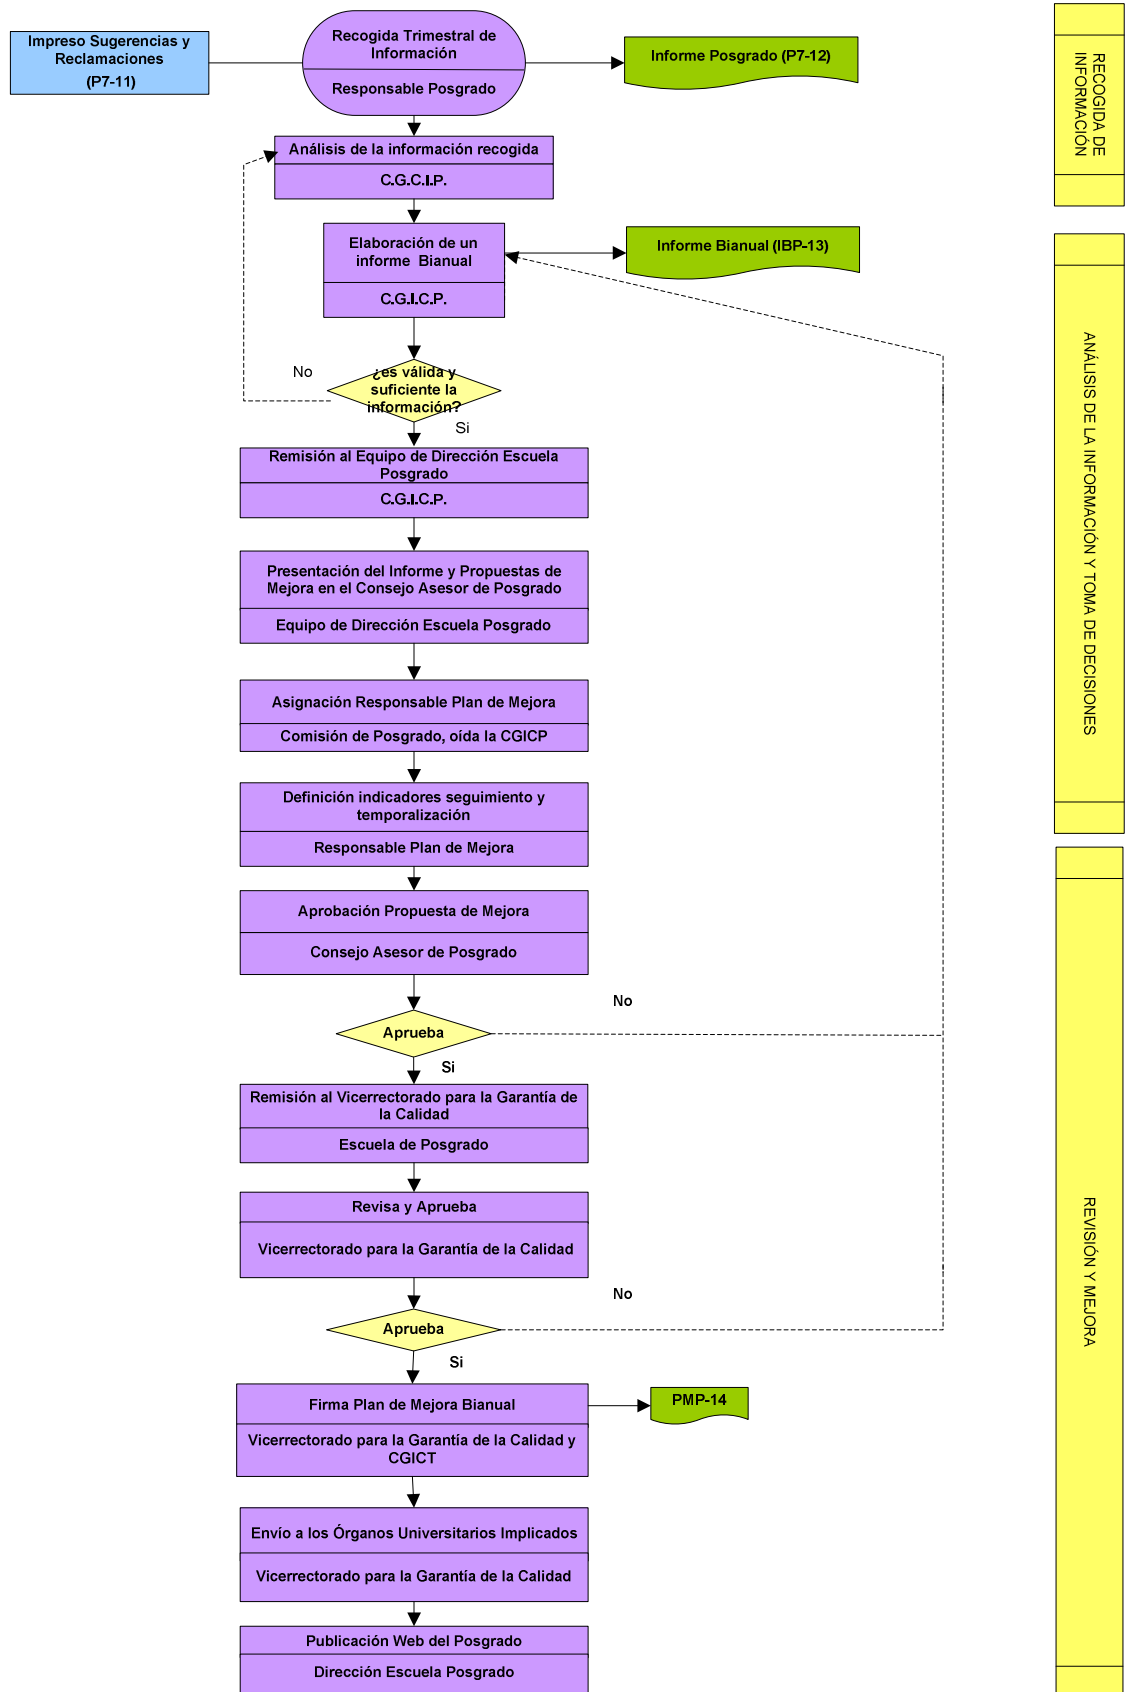 Impreso Sugerencias y
Reclamaciones
(P7-11)
Recogida Trimestral de
Información
Responsable Posgrado
Informe Posgrado (P7-12)
RECOGIDA DE
INFORMACIÓN
Análisis de la información recogida
C.G.C.I.P.
Elaboración de un
informe Bianual
C.G.I.C.P.
Informe Bianual (IBP-13)
ANÁLISIS DE LA INFORMACIÓN Y TOMA DE DECISIONES
No
¿es válida y
suficiente la
información?
Si
Remisión al Equipo de Dirección Escuela
Posgrado
C.G.I.C.P.
Presentación del Informe y Propuestas de
Mejora en el Consejo Asesor de Posgrado
Equipo de Dirección Escuela Posgrado
Asignación Responsable Plan de Mejora
Comisión de Posgrado, oída la CGICP
Definición indicadores seguimiento y
temporalización
Responsable Plan de Mejora
Aprobación Propuesta de Mejora
Consejo Asesor de Posgrado
No
Aprueba
Si
Remisión al Vicerrectorado para la Garantía de
la Calidad
Escuela de Posgrado
Revisa y Aprueba
Vicerrectorado para la Garantía de la Calidad
REVISIÓN Y MEJORA
No
Aprueba
Si
Firma Plan de Mejora Bianual
Vicerrectorado para la Garantía de la Calidad y
CGICT
PMP-14
Envío a los Órganos Universitarios Implicados
Vicerrectorado para la Garantía de la Calidad
Publicación Web del Posgrado
Dirección Escuela Posgrado